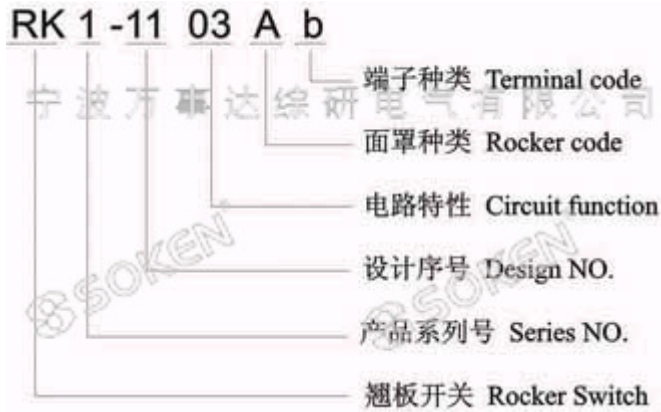 RK 1 -11 03 A b
端子种类 Terminal code
宁波万事达综研电气有限公司
面罩种类 Rocker code
电路特性 Circuit function
SOKEN
设计序号 Design NO.
SOKEN
产品系列号 Series NO.
翘板开关 Rocker Switch